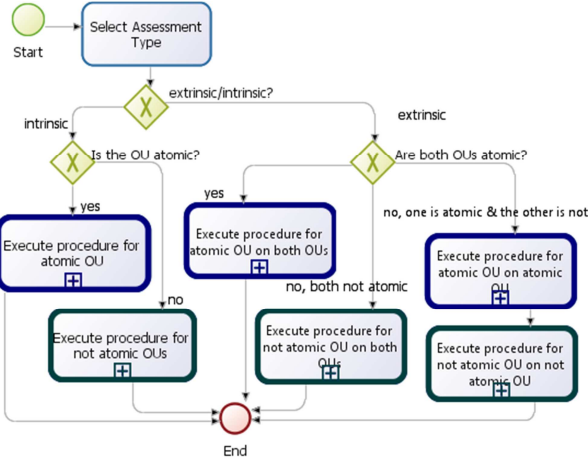 Select Assessment
Type
Start
extrinsic/intrinsic?
intrinsic
extrinsic
Is the OU atomic?
Are both OUs atomic?
yes
yes
no, one is atomic & the other is not
Execute procedure for
atomic OU
Execute procedure for
atomic OU on both OUs
Execute procedure for
atomic OU on atomic
OU
no
no, both not atomic
Execute procedure for
not atomic OUs
Execute procedure for
not atomic OU on both
OUs
Execute procedure for
not atomic OU on not
atomic OU
End